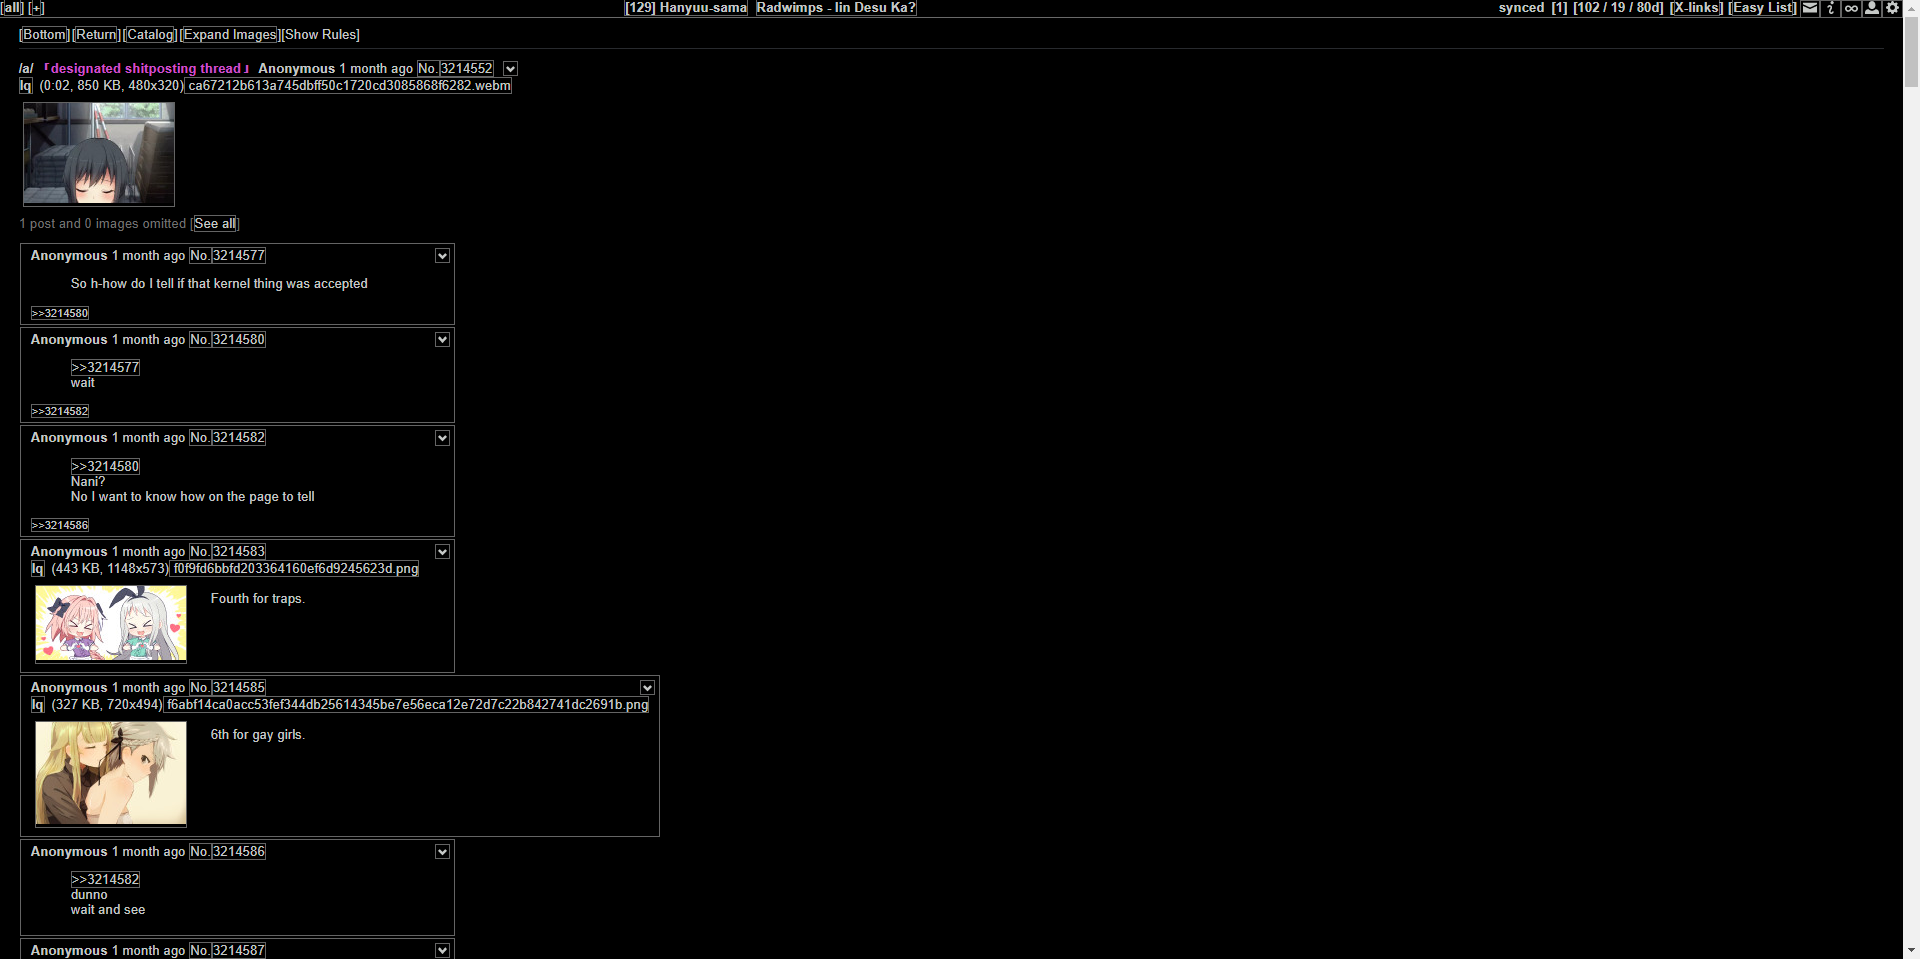 [all] [+] [129] Hanyuu-sama Radwimps - Iin Desu Ka? synced [1] [102 / 19 / 80d] [X-links] [Easy List]
[Bottom] [Return] [Catalog] [Expand Images] [Show Rules]
/a/ 「designated shitposting thread」 Anonymous 1 month ago No. 3214552
Iq (0:02, 850 KB, 480x320) ca67212b613a745dbff50c1720cd3085868f6282.webm
1 post and 0 images omitted [See all]
Anonymous 1 month ago No. 3214577
So h-how do I tell if that kernel thing was accepted
>>3214580
Anonymous 1 month ago No. 3214580
>>3214577
wait
>>3214582
Anonymous 1 month ago No. 3214582
>>3214580
Nani?
No I want to know how on the page to tell
>>3214586
Anonymous 1 month ago No. 3214583
Iq (443 KB, 1148x573) f0f9fd6bbfd203364160ef6d9245623d.png
Fourth for traps.
Anonymous 1 month ago No. 3214585
Iq (327 KB, 720x494) f6abf14ca0acc53fef344db25614345be7e56eca12e72d7c22b842741dc2691b.png
6th for gay girls.
Anonymous 1 month ago No. 3214586
>>3214582
dunno
wait and see
Anonymous 1 month ago No. 3214587